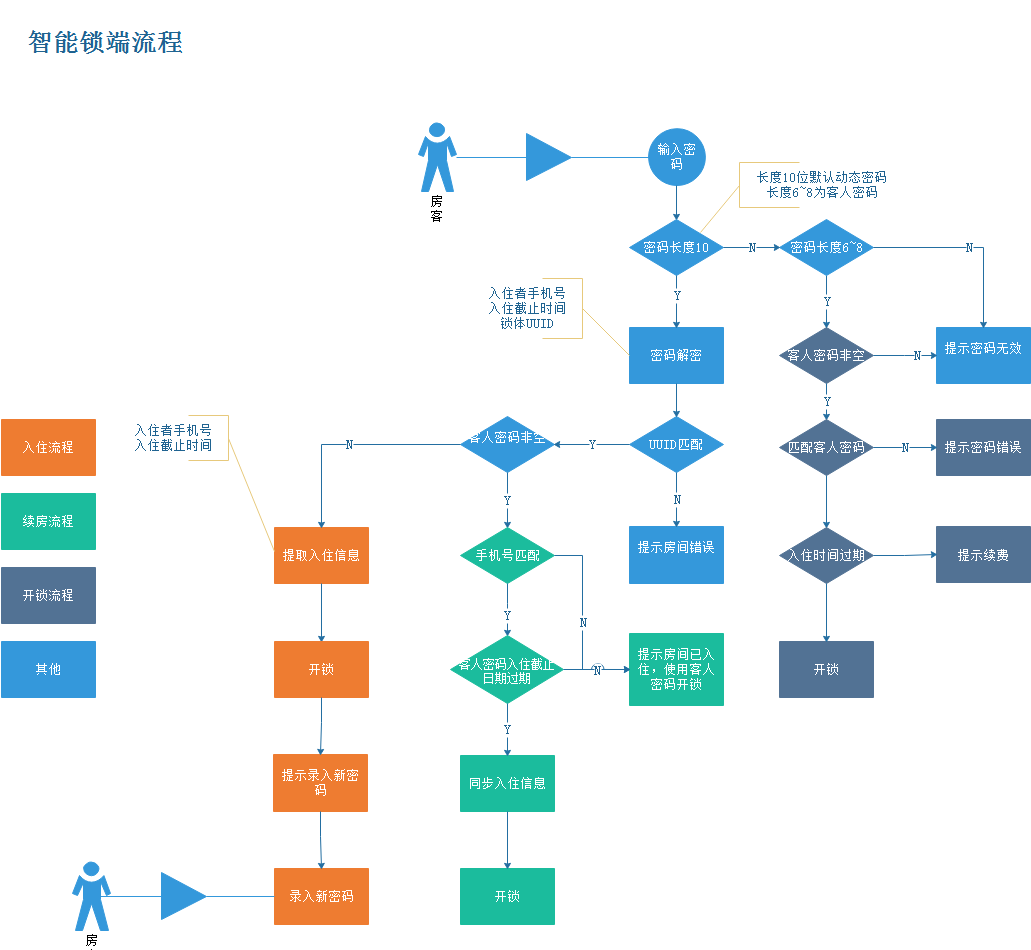 智能锁端流程
输入密
码
房
客
长度10位默认动态密码
长度6~8为客人密码
密码长度10
N
密码长度6~8
N
Y
Y
入住者手机号
入住截止时间
锁体UUID
密码解密
客人密码非空
N
提示密码无效
Y
入住流程
入住者手机号
入住截止时间
N
客人密码非空
Y
UUID匹配
匹配客人密码
N
提示密码错误
Y
N
续房流程
提取入住信息
手机号匹配
提示房间错误
入住时间过期
提示续费
开锁流程
Y
N
其他
开锁
客人密码入住截止
日期过期
N
提示房间已入
住，使用客人
密码开锁
开锁
Y
提示录入新密
码
同步入住信息
录入新密码
开锁
房